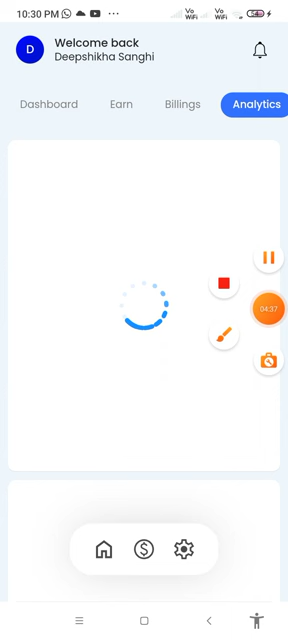 10:30 PM
Vo WiFi
Vo WiFi
D
Welcome back
Deepshikha Sanghi
Dashboard Earn Billings Analytics
04:37